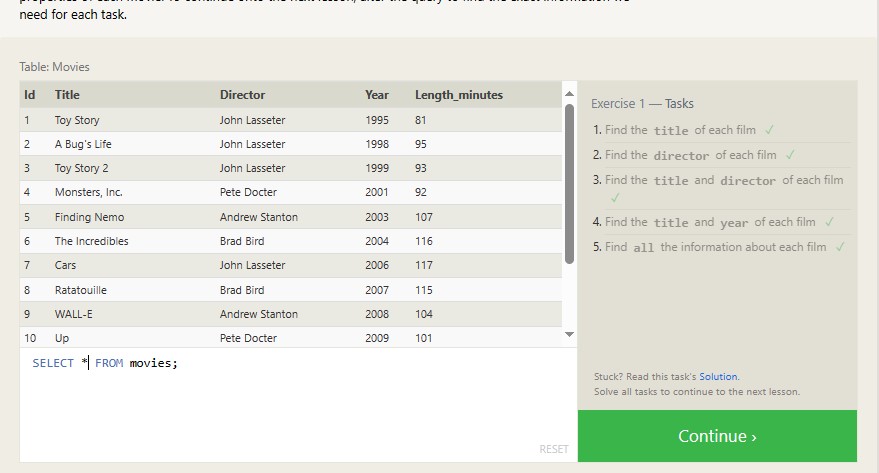 need for each task.
Table: Movies
Id Title Director Year Length_minutes
1 Toy Story John Lasseter 1995 81
2 A Bug's Life John Lasseter 1998 95
3 Toy Story 2 John Lasseter 1999 93
4 Monsters, Inc. Pete Docter 2001 92
5 Finding Nemo Andrew Stanton 2003 107
6 The Incredibles Brad Bird 2004 116
7 Cars John Lasseter 2006 117
8 Ratatouille Brad Bird 2007 115
9 WALL-E Andrew Stanton 2008 104
10 Up Pete Docter 2009 101
SELECT * FROM movies;
RESET
Exercise 1 — Tasks
1. Find the title of each film ✓
2. Find the director of each film ✓
3. Find the title and director of each film
✓
4. Find the title and year of each film ✓
5. Find all the information about each film ✓
Stuck? Read this task's Solution.
Solve all tasks to continue to the next lesson.
Continue ›